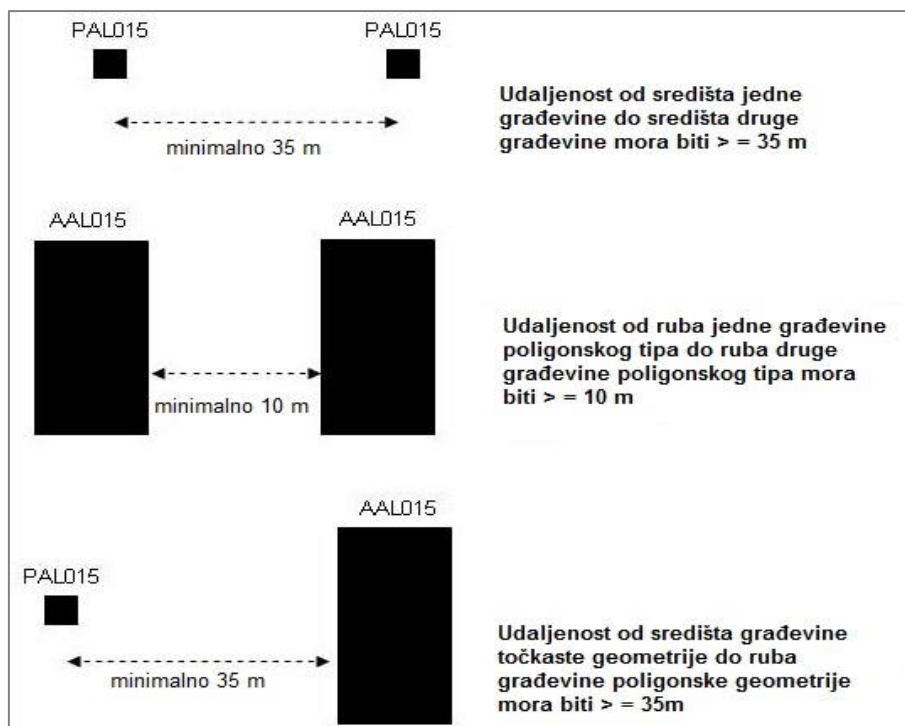 PAL015 PAL015
minimalno 35 m
Udaljenost od središta jedne
građevine do središta druge
građevine mora biti > = 35 m
AAL015 AAL015
minimalno 10 m
Udaljenost od ruba jedne građevine
poligonskog tipa do ruba druge
građevine poligonskog tipa mora
biti > = 10 m
AAL015
PAL015
minimalno 35 m
Udaljenost od središta građevine
točkaste geometrije do ruba
građevine poligonske geometrije
mora biti > = 35m